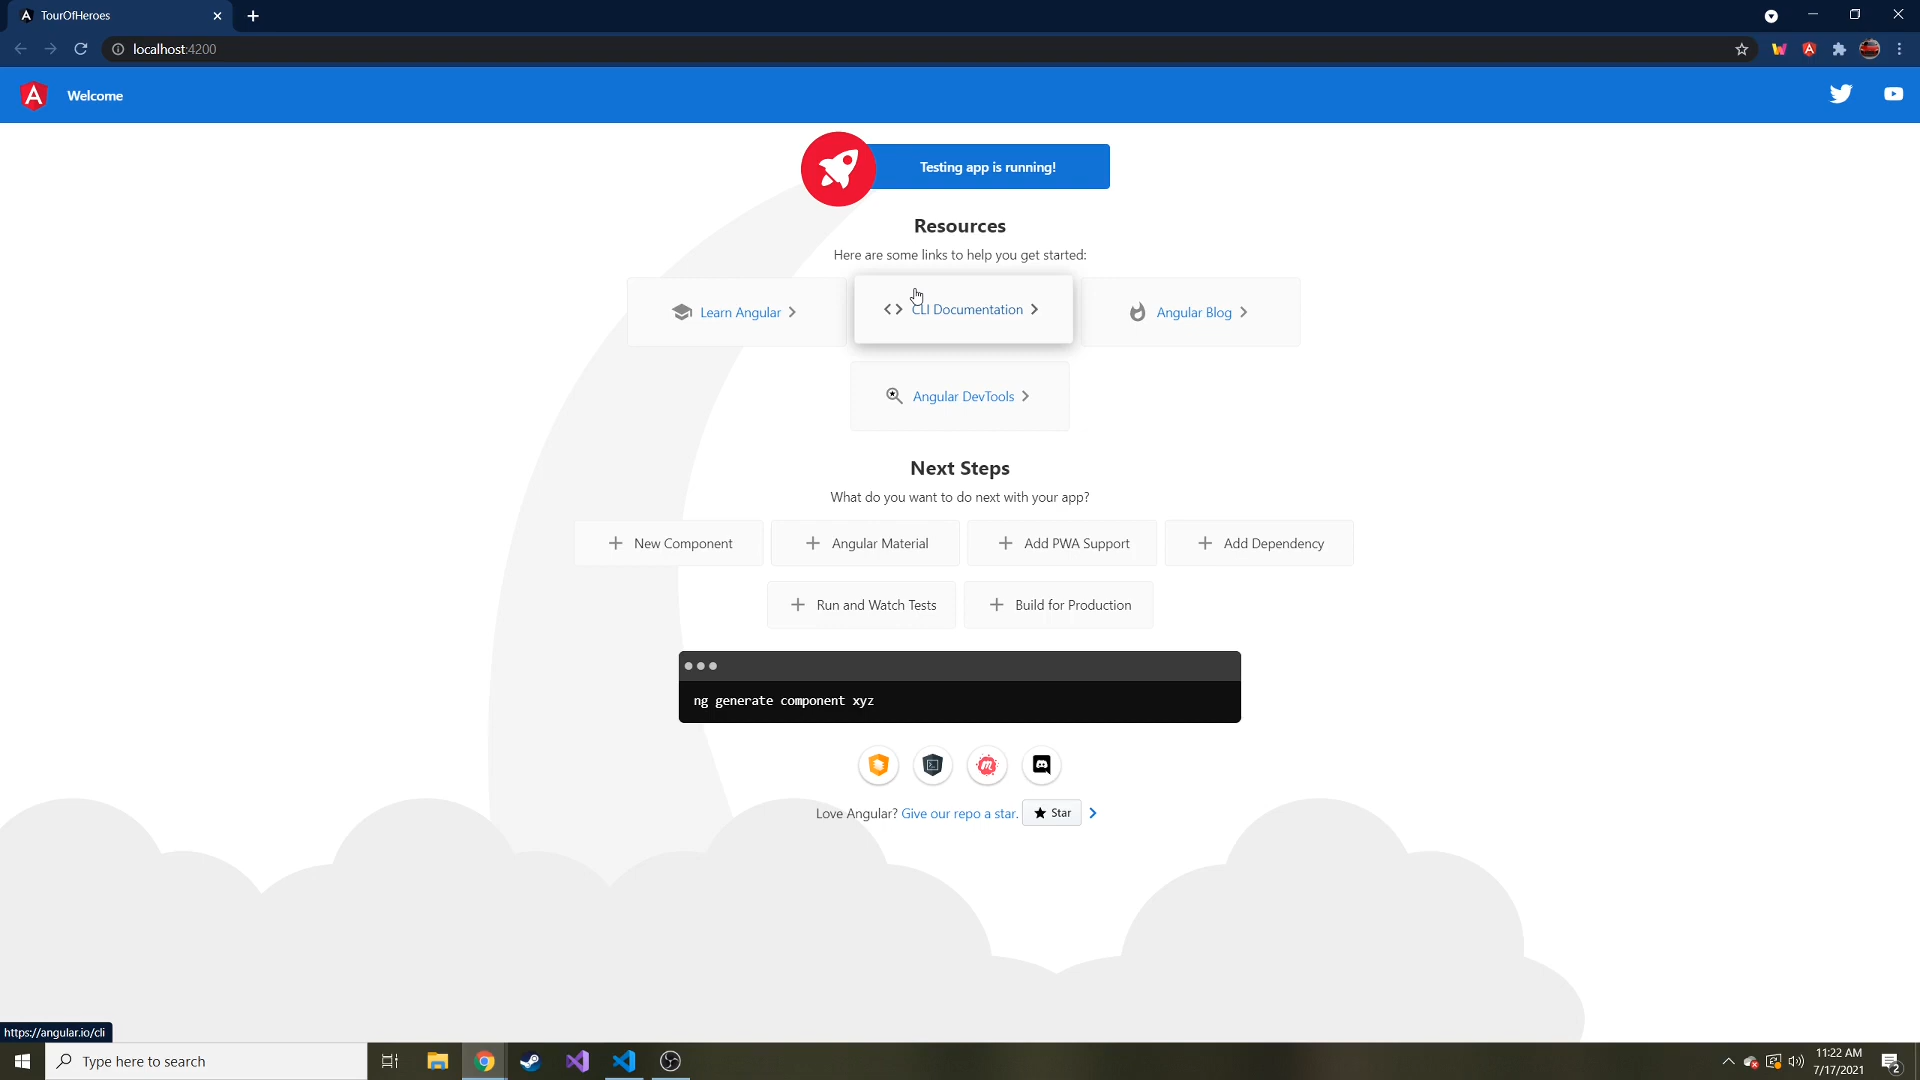 TourOfHeroes
localhost:4200
Welcome
Testing app is running!
Resources
Here are some links to help you get started:
Learn Angular
CLI Documentation
Angular Blog
Angular DevTools
Next Steps
What do you want to do next with your app?
New Component
Angular Material
Add PWA Support
Add Dependency
Run and Watch Tests
Build for Production
ng generate component xyz
Love Angular? Give our repo a star. Star
https://angular.io/cli
Type here to search
11:22 AM
7/17/2021
2